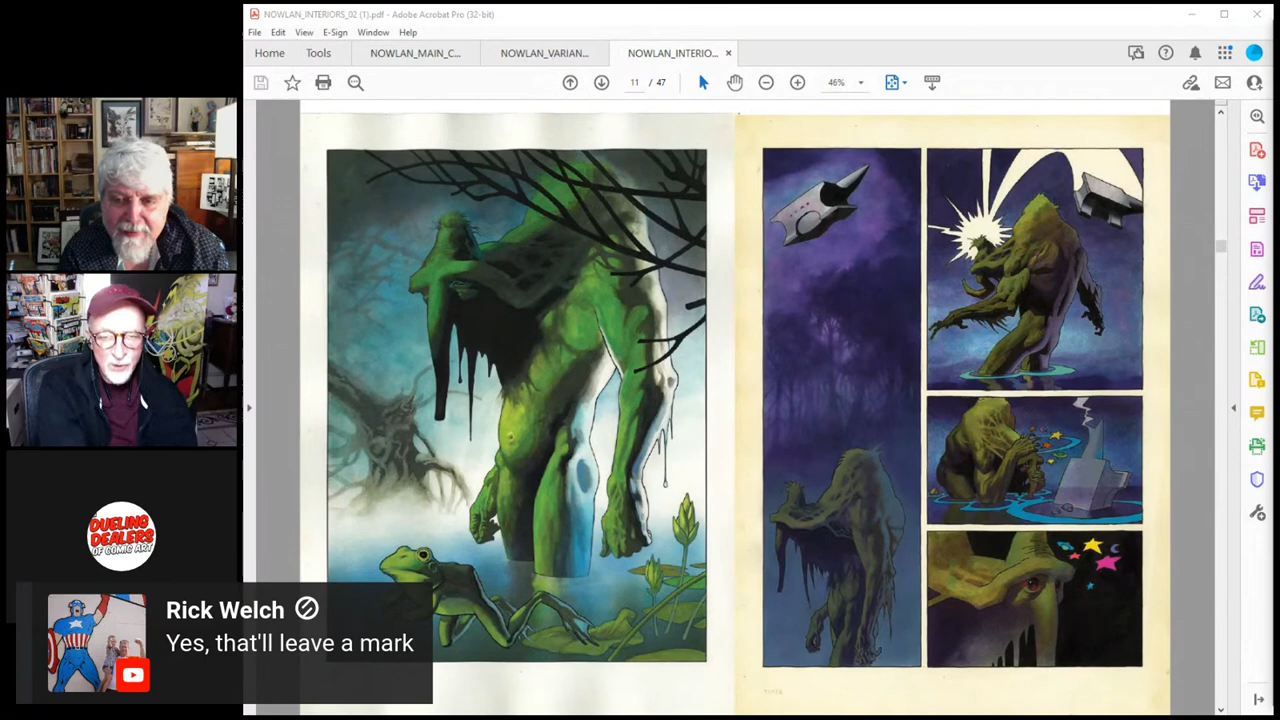 NOWLAN_INTERIORS_02 (1).pdf - Adobe Acrobat Pro (32-bit)
File Edit View E-Sign Window Help
Home Tools NOWLAN_MAIN_C... NOWLAN_VARIAN... NOWLAN_INTERIO... ×
11 / 47 46%
DUELING
DEALERS
OF COMIC ART
Rick Welch
Yes, that'll leave a mark